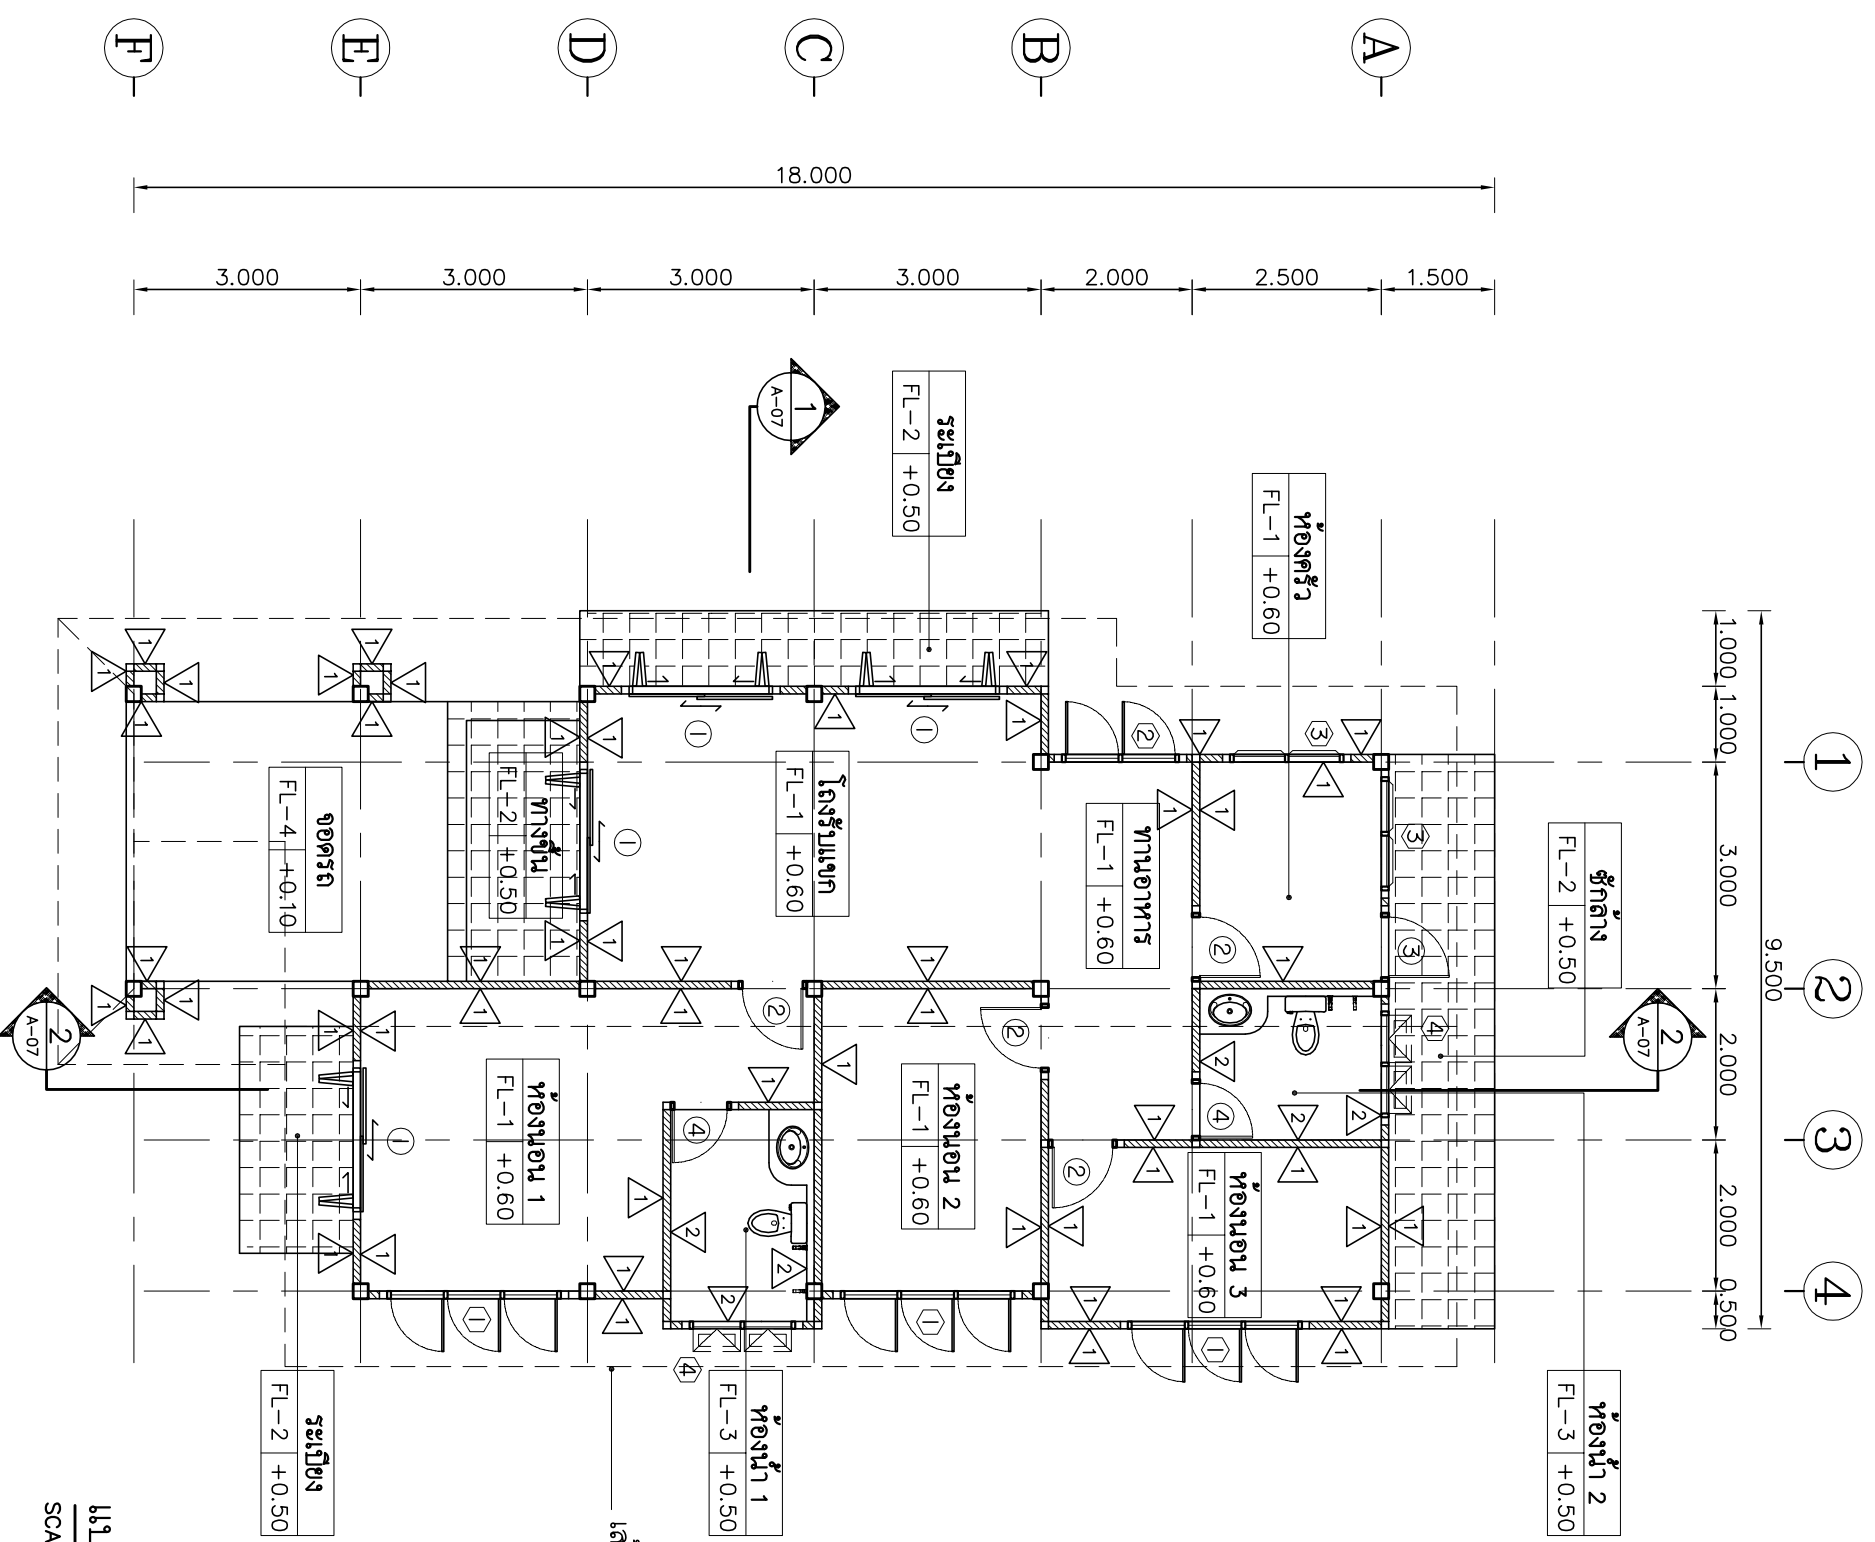 A
B
C
D
E
F
18.000
1.500
2.500
2.000
3.000
3.000
3.000
3.000
9.500
1.000
1.000
3.000
2.000
2.000
0.500
1
2
3
4
ระเบียง
FL-2 +0.50
ห้องครัว
FL-1 +0.60
ซักล้าง
FL-2 +0.50
1
A-07
2
A-07
2
A-07
ทานอาหาร
FL-1 +0.60
โถงรับแขก
FL-1 +0.60
ทางขึ้น
FL-2 +0.50
จอดรถ
FL-4 +0.10
ห้องนอน 1
FL-1 +0.60
ห้องนอน 2
FL-1 +0.60
ห้องนอน 3
FL-1 +0.60
ห้องน้ำ 2
FL-3 +0.50
ห้องน้ำ 1
FL-3 +0.50
ระเบียง
FL-2 +0.50
SCA